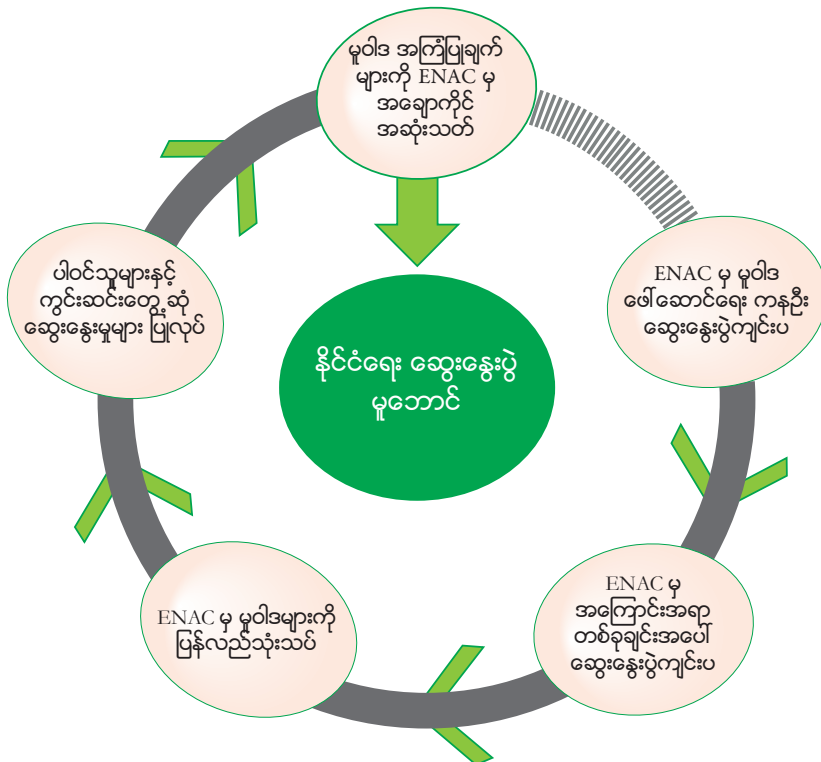 မူဝါဒ အကြံပြုချက်
များကို ENAC မှ
အချောကိုင်
အဆုံးသတ်
ENAC မှ မူဝါဒ
ဖေါ်ဆောင်ရေး ကနဦး
ဆွေးနွေးပွဲကျင်းပ
ENAC မှ
အကြောင်းအရာ
တစ်ခုချင်းအပေါ်
ဆွေးနွေးပွဲကျင်းပ
ENAC မှ မူဝါဒများကို
ပြန်လည်သုံးသပ်
ပါဝင်သူများနှင့်
ကွင်းဆင်းတွေ့ဆုံ
ဆွေးနွေးမှုများ ပြုလုပ်
နိုင်ငံရေး ဆွေးနွေးပွဲ
မူဘောင်